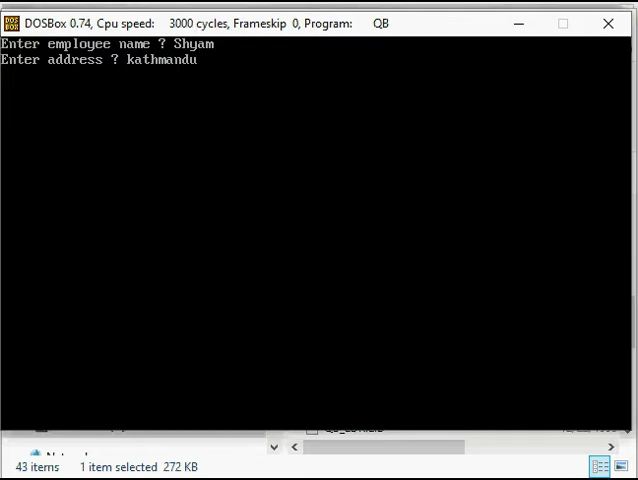 DOSBox 0.74, Cpu speed: 3000 cycles, Frameskip 0, Program: QB
Enter employee name ? Shyam
Enter address ? kathmandu
43 items 1 item selected 272 KB